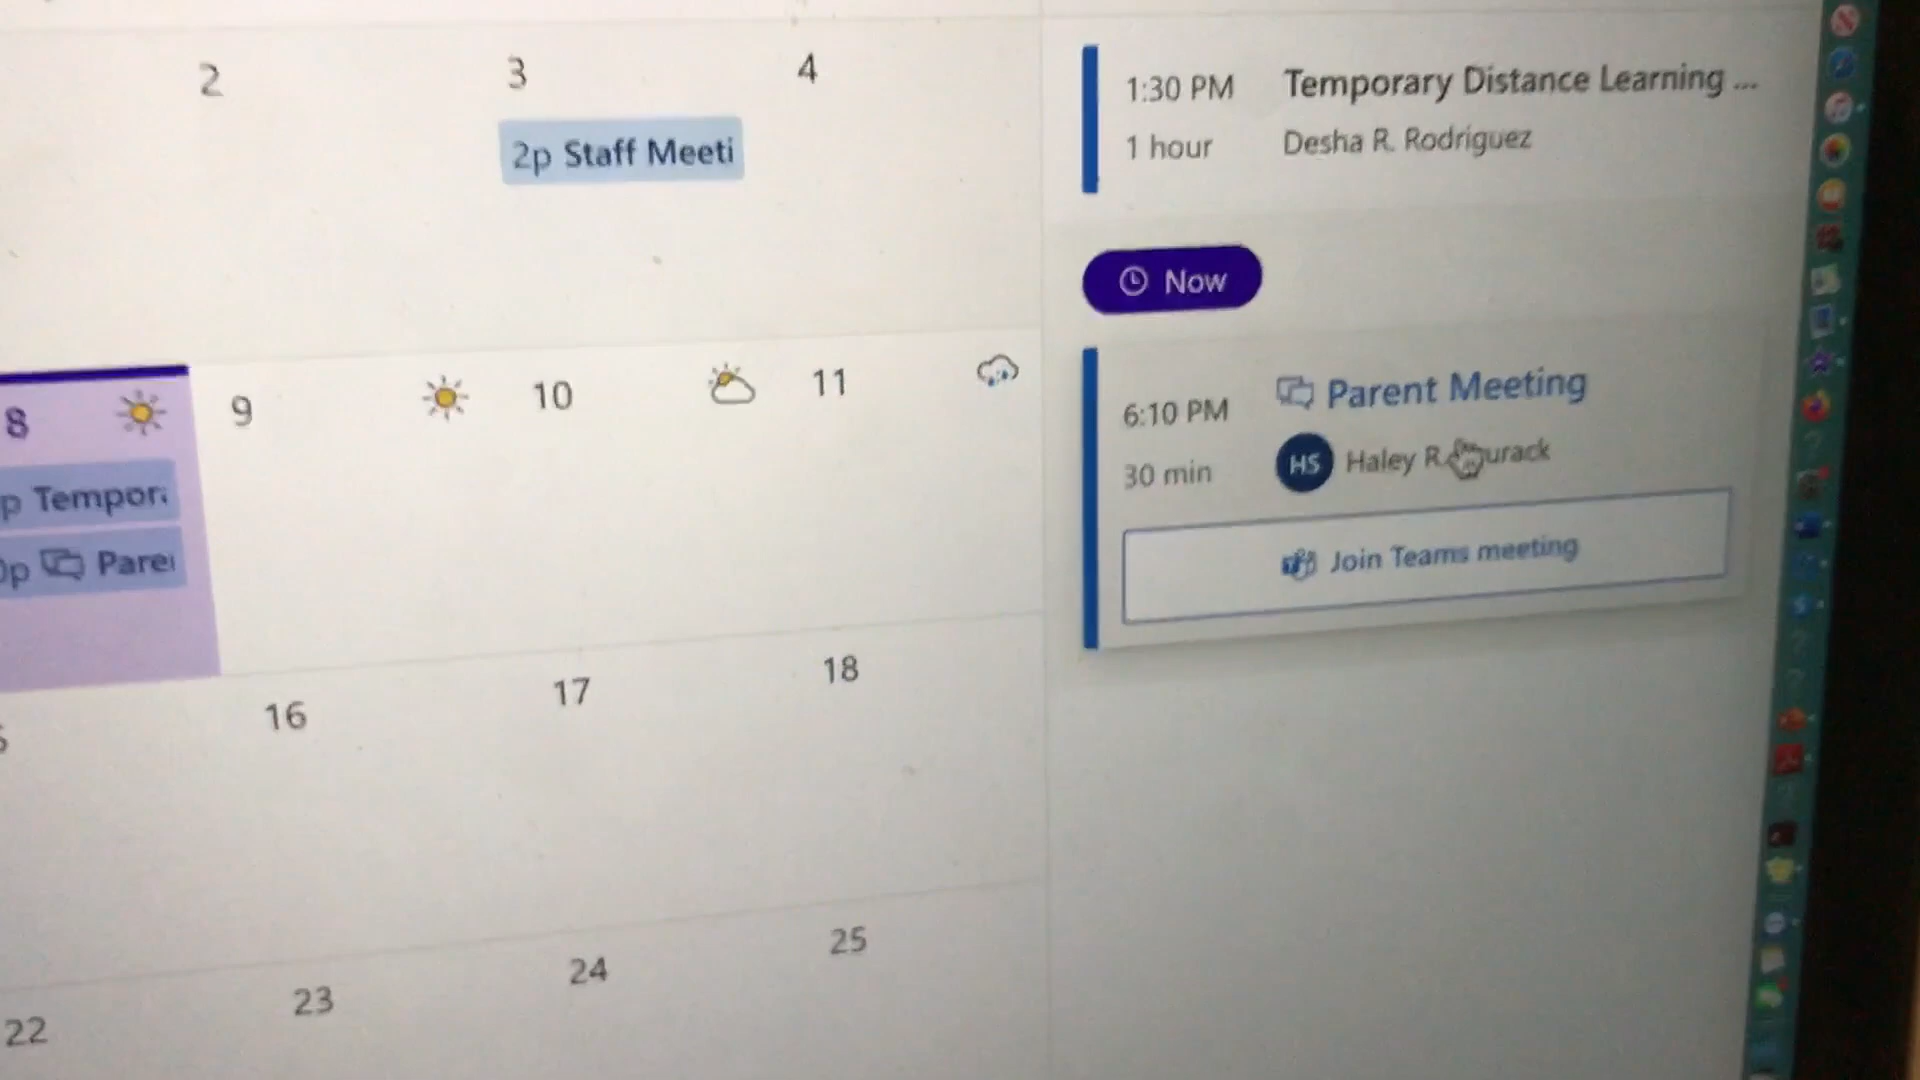 2
3
4
2p Staff Meeti
8
9
10
11
p Tempor
0p Parei
16
17
18
22
23
24
25
1:30 PM Temporary Distance Learning ...
1 hour Desha R. Rodriguez
Now
6:10 PM Parent Meeting
30 min HS Haley R.
Join Teams meeting